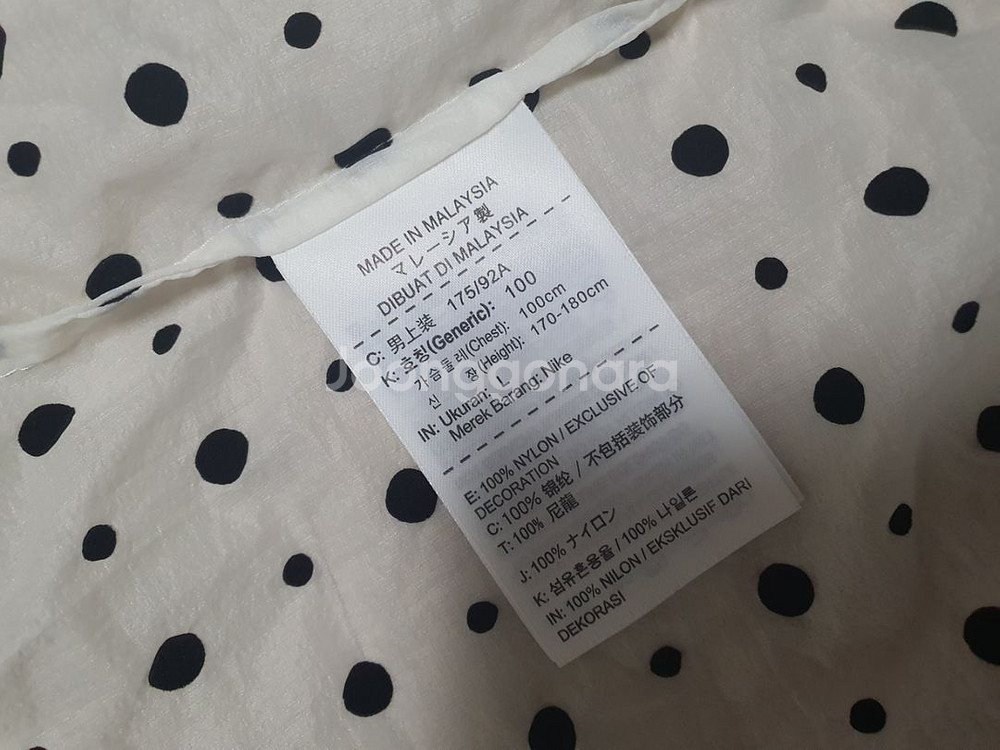 MADE IN MALAYSIA
マレーシア製
DIBUAT DI MALAYSIA
C: 男上装 175/92A
K: 호칭(Generic): 100
가슴둘레(Chest): 100cm
신 장(Height): 170-180cm
IN: Ukuran: L
Merek Barang: Nike
Joonggonara
E: 100% NYLON / EXCLUSIVE OF
DECORATION
C: 100% 锦纶 / 不包括装饰部分
T: 100% 尼龍
J: 100% ナイロン
K: 섬유혼용율 / 100% 나일론
IN: 100% NILON / EKSKLUSIF DARI
DEKORASI